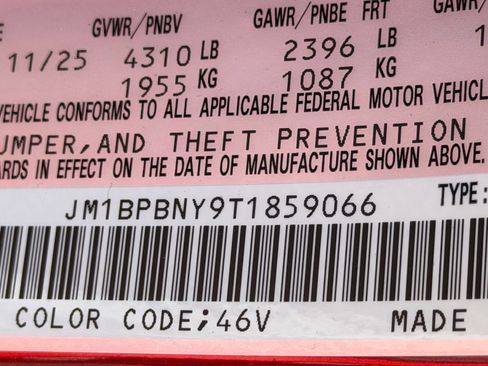 E GVWR/PNBV GAWR/PNBE FRT GAWR/
11/25 4310 LB 2396 LB 1
1955 KG 1087 KG
VEHICLE CONFORMS TO ALL APPLICABLE FEDERAL MOTOR VEHICL
UMPER,AND THEFT PREVENTION
ARDS IN EFFECT ON THE DATE OF MANUFACTURE SHOWN ABOVE.
JM1BPBNY9T1859066 TYPE:
COLOR CODE;46V MADE